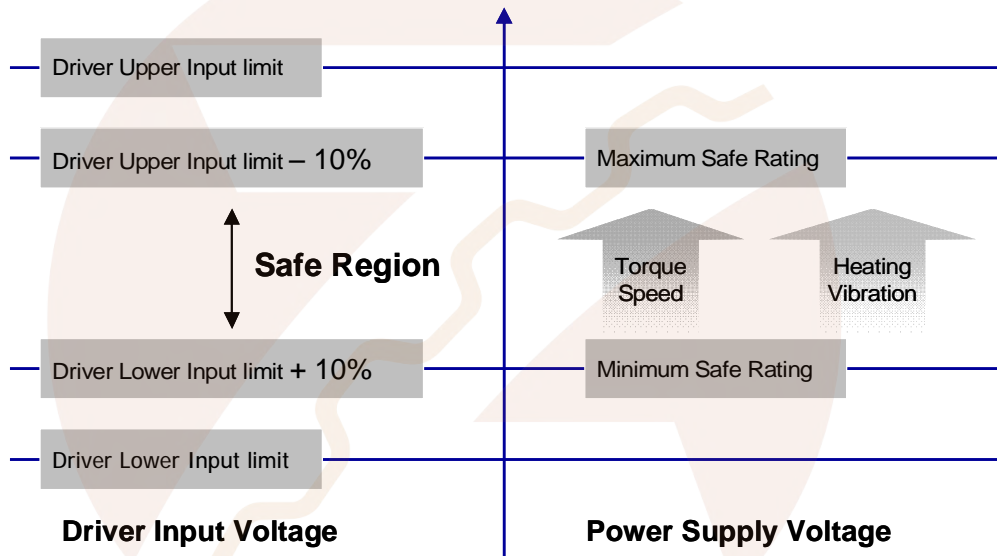 Driver Upper Input limit
Driver Upper Input limit – 10%
Maximum Safe Rating
Safe Region
Torque
Speed
Heating
Vibration
Driver Lower Input limit + 10%
Minimum Safe Rating
Driver Lower Input limit
Driver Input Voltage
Power Supply Voltage